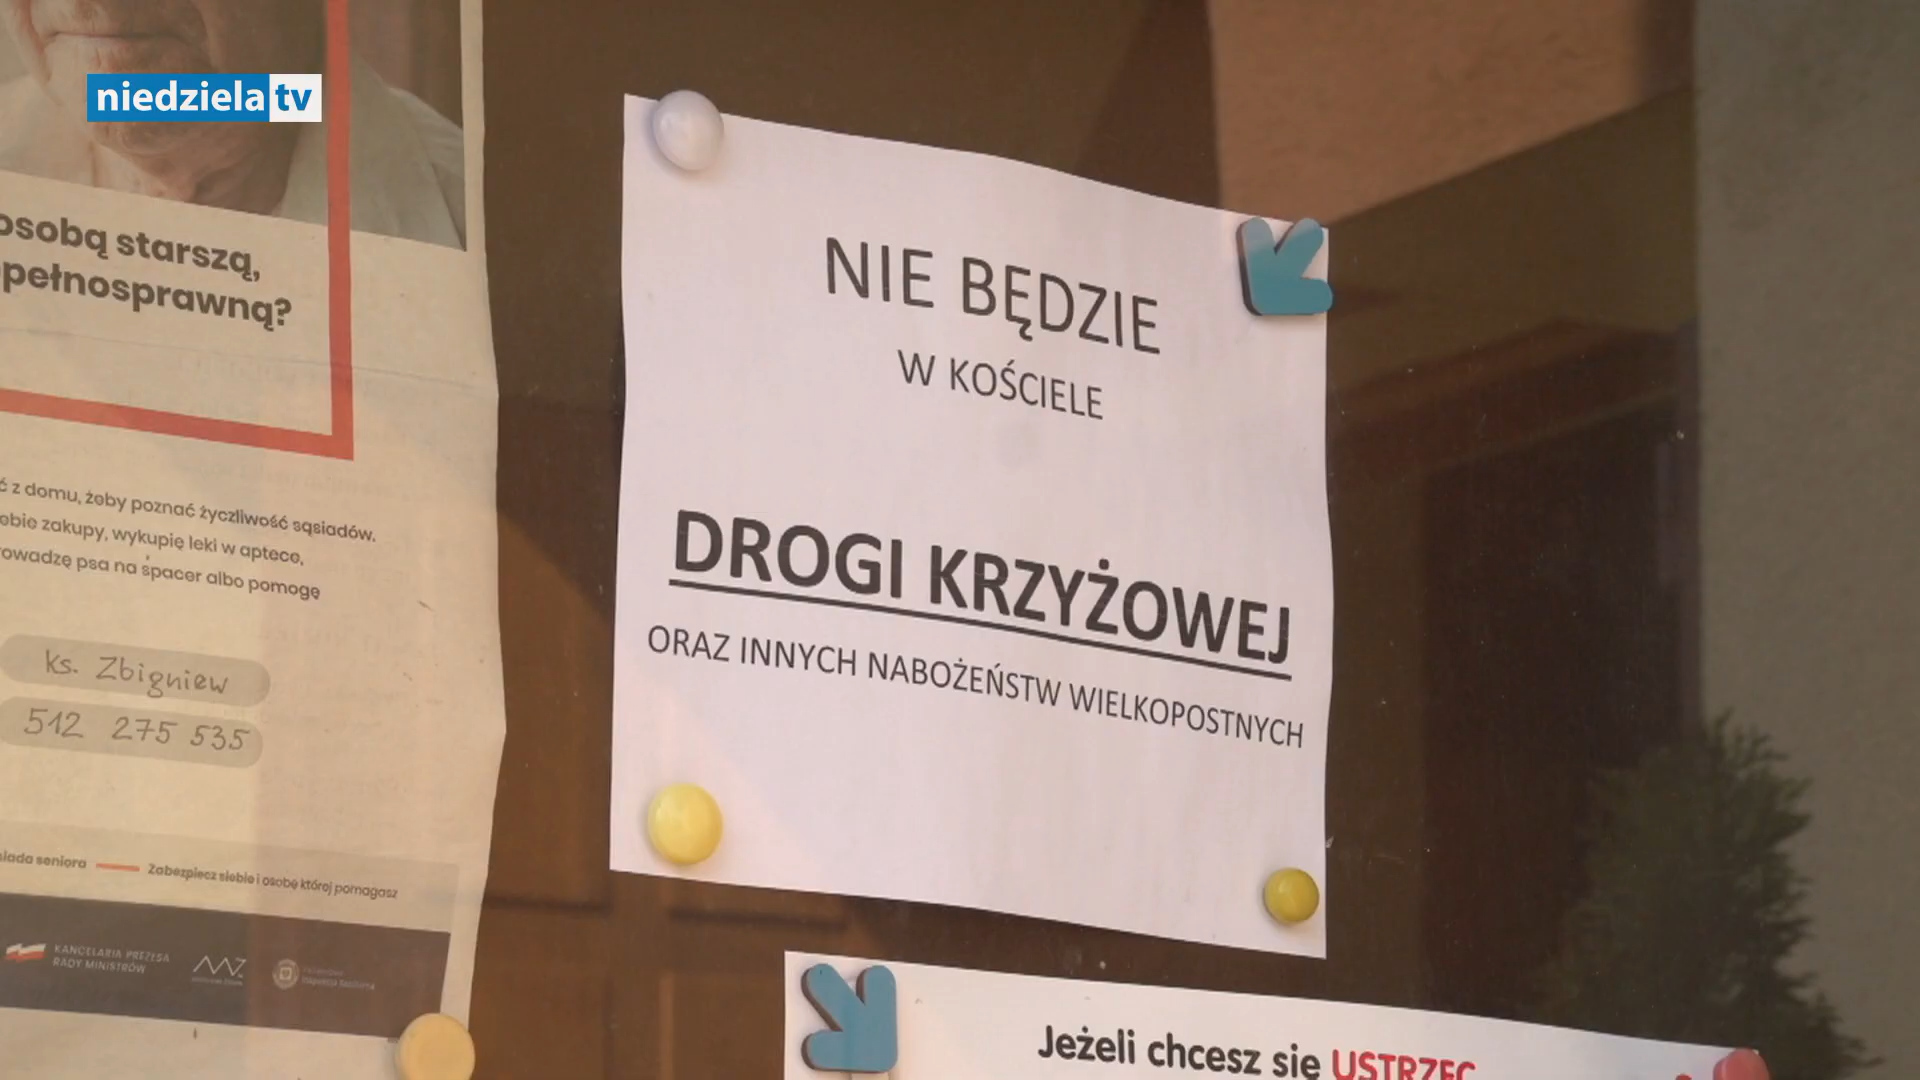 niedziela tv
osobą starszą,
pełnosprawną?
z domu, żeby poznać życzliwość sąsiadów.
zakupy, wykupię leki w aptece,
psa na spacer albo pomogę
ks. Zbigniew
512 275 535
seniora
Zabezpiecz siebie i osobę której pomagasz
KANCELARIA PREZESA
RADY MINISTRÓW
NIE BĘDZIE
W KOŚCIELE
DROGI KRZYŻOWEJ
ORAZ INNYCH NABOŻEŃSTW WIELKOPOSTNYCH
Jeżeli chcesz się USTRZEC